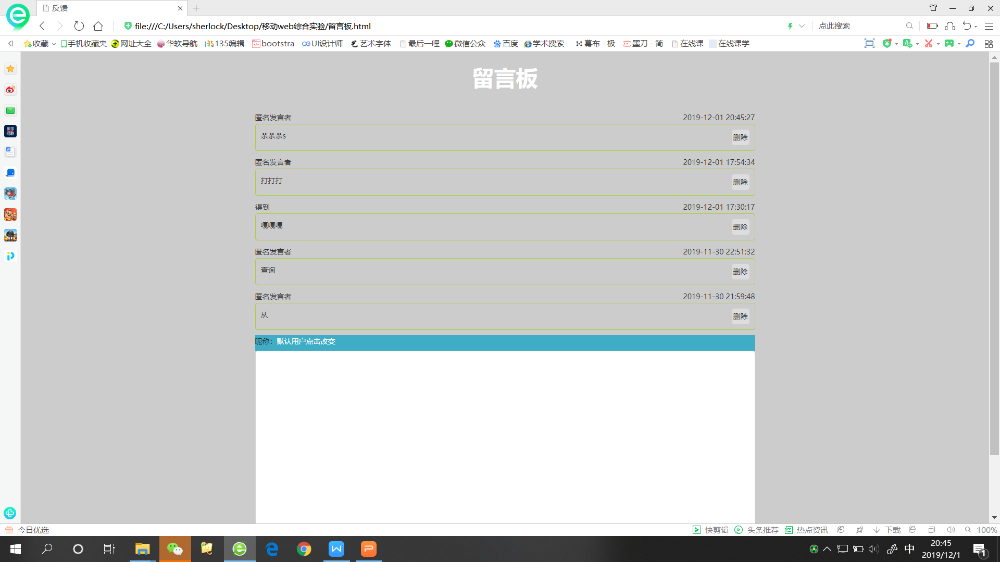 反馈
file:///C:/Users/sherlock/Desktop/移动web综合实验/留言板.html
点此搜索
收藏 手机收藏夹 网址大全 华软导航 135编辑 bootstra UI设计师 艺术字体 最后一哩 微信公众 百度 学术搜索- 幕布 - 极 墨刀 - 简 在线课 在线课学
留言板
匿名发言者 2019-12-01 20:45:27
杀杀杀s 删除
匿名发言者 2019-12-01 17:54:34
打打打 删除
得到 2019-12-01 17:30:17
嘎嘎嘎 删除
匿名发言者 2019-11-30 22:51:32
查询 删除
匿名发言者 2019-11-30 21:59:48
从 删除
昵称：默认用户点击改变
今日优选 快剪辑 头条推荐 热点资讯 下载 100%
中 20:45
2019/12/1 1